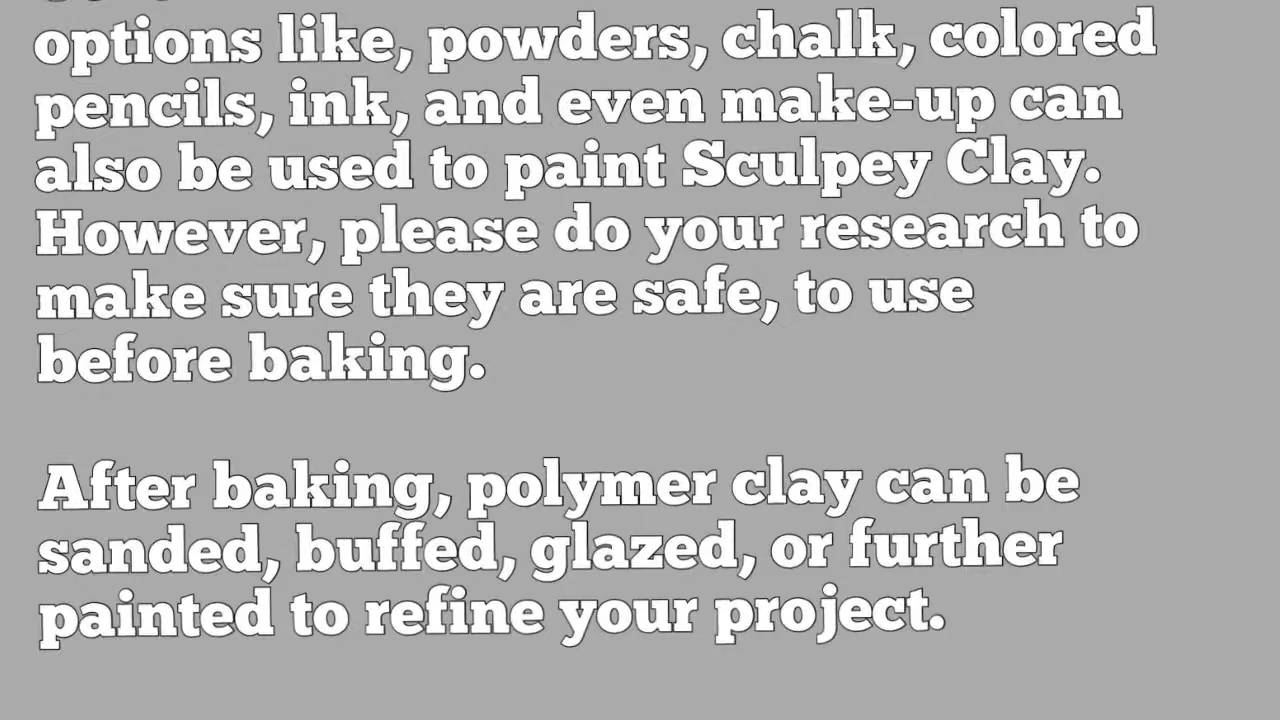 options like, powders, chalk, colored
pencils, ink, and even make-up can
also be used to paint Sculpey Clay.
However, please do your research to
make sure they are safe, to use
before baking.
After baking, polymer clay can be
sanded, buffed, glazed, or further
painted to refine your project.